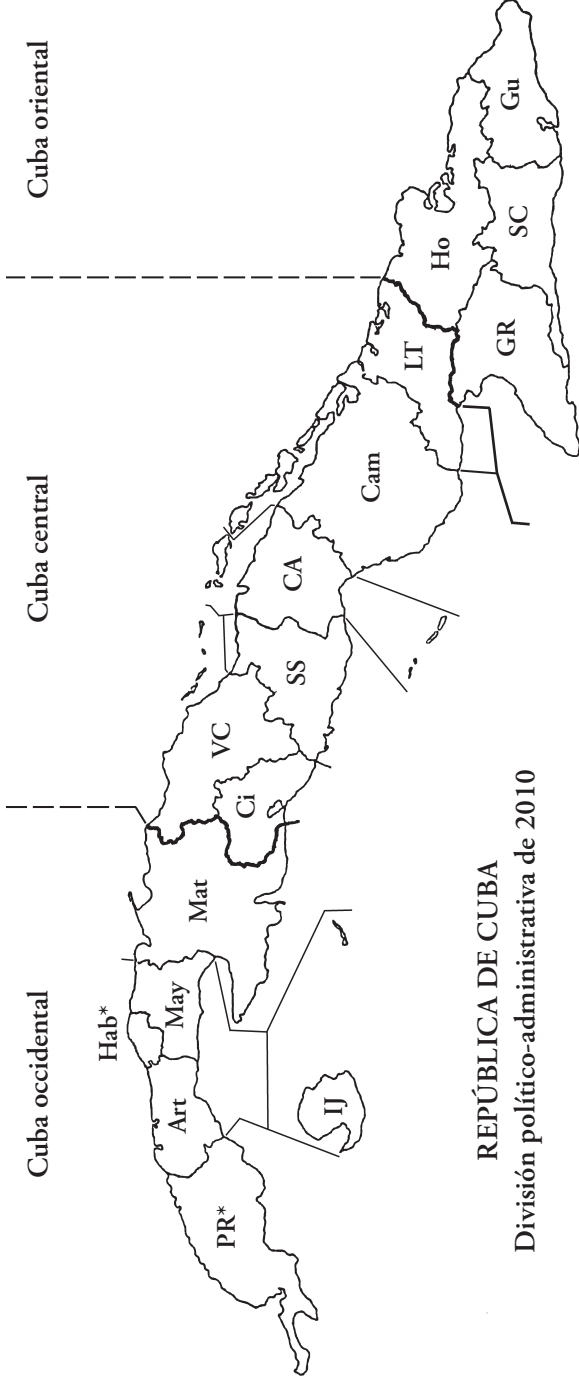 Cuba occidental
Cuba central
Cuba oriental
Hab*
PR*
Art
May
Mat
IJ
Ci
VC
SS
CA
Cam
LT
Ho
GR
SC
Gu
REPÚBLICA DE CUBA
División político-administrativa de 2010